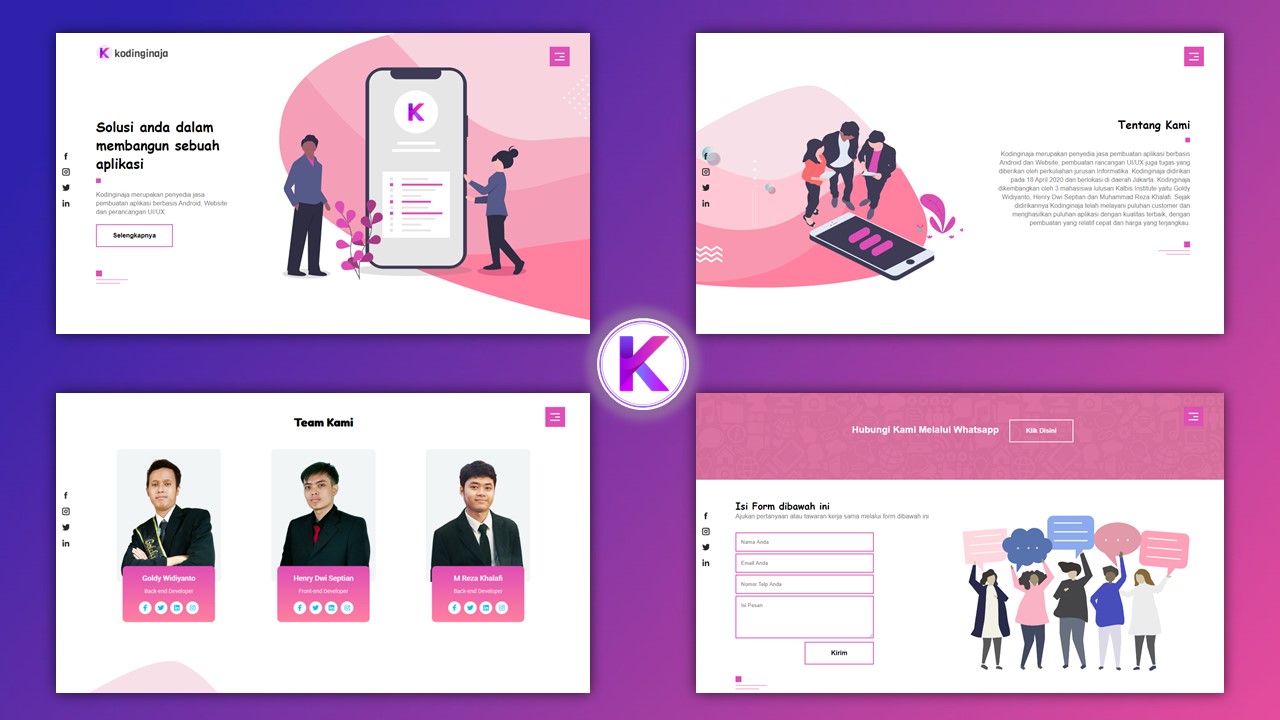 kodinginaja
Solusi anda dalam
membangun sebuah
aplikasi
Kodinginaja merupakan penyedia jasa
pembuatan aplikasi berbasis Android, Website
dan perancangan UI/UX.
Selengkapnya
K
Tentang Kami
Kodinginaja merupakan penyedia jasa pembuatan aplikasi berbasis
Android dan Website, pembuatan rancangan UI/UX juga tugas yang
diberikan oleh perkuliahan jurusan Informatika. Kodinginaja didirikan
pada 18 April 2020 dan berlokasi di daerah Jakarta. Kodinginaja
dikembangkan oleh 3 mahasiswa lulusan Kalbis Institute yaitu Goldy
Widiyanto, Henry Dwi Septian dan Muhammad Reza Khalafi. Sejak
didirikannya Kodinginaja telah melayani puluhan customer dan
menghasilkan puluhan aplikasi dengan kualitas terbaik, dengan
pembuatan yang relatif cepat dan harga yang terjangkau.
K
Team Kami
Goldy Widiyanto
Back-end Developer
Henry Dwi Septian
Front-end Developer
M Reza Khalafi
Back-end Developer
Hubungi Kami Melalui Whatsapp
Klik Disini
Isi Form dibawah ini
Ajukan pertanyaan atau tawaran kerja sama melalui form dibawah ini
Nama Anda
Email Anda
Nomor Telp Anda
Isi Pesan
Kirim